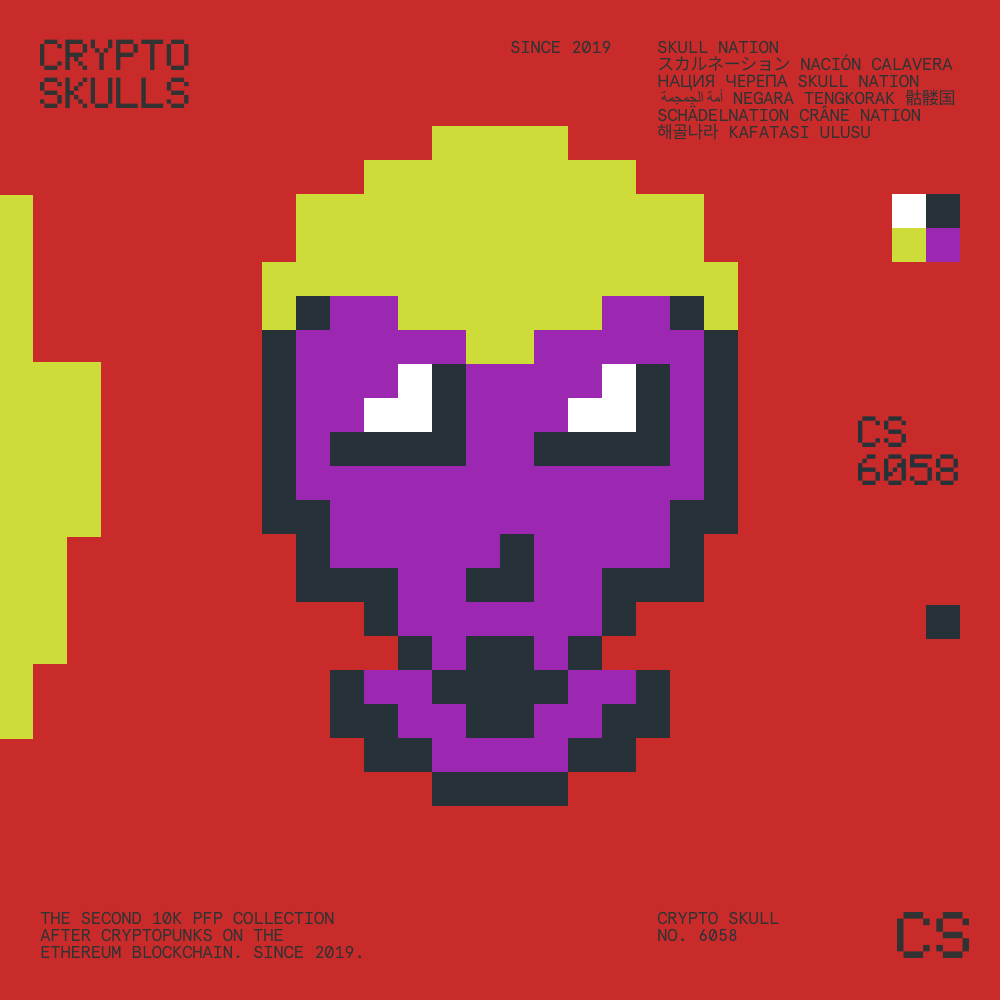 CRYPTO
SKULLS
SINCE 2019
SKULL NATION
スカルネーション NACIÓN CALAVERA
НАЦИЯ ЧЕРЕПА SKULL NATION
أمة الجمجمة NEGARA TENGKORAK 骷髅国
SCHÄDELNATION CRÂNE NATION
해골나라 KAFATASI ULUSU
CS
6058
THE SECOND 10K PFP COLLECTION
AFTER CRYPTOPUNKS ON THE
ETHEREUM BLOCKCHAIN. SINCE 2019.
CRYPTO SKULL
NO. 6058
CS